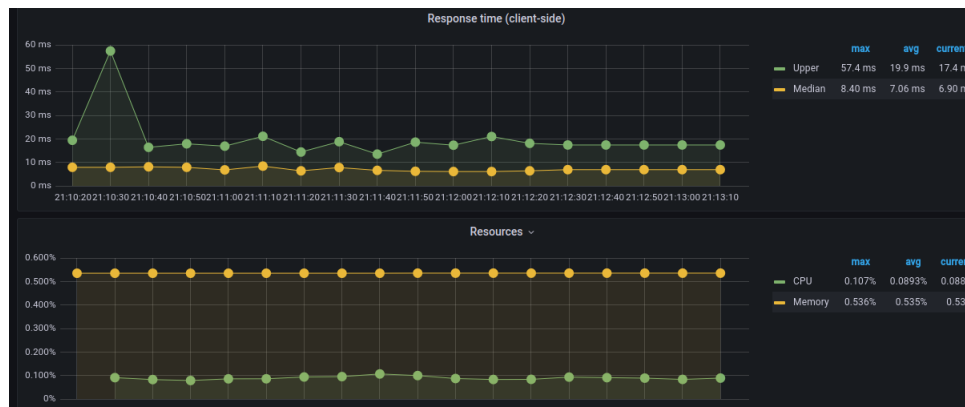 Response time (client-side)
60 ms
50 ms
40 ms
30 ms
20 ms
10 ms
0 ms
21:10:20 21:10:30 21:10:40 21:10:50 21:11:00 21:11:10 21:11:20 21:11:30 21:11:40 21:11:50 21:12:00 21:12:10 21:12:20 21:12:30 21:12:40 21:12:50 21:13:00 21:13:10
max avg current
Upper 57.4 ms 19.9 ms 17.4 m
Median 8.40 ms 7.06 ms 6.90 m
Resources
0.600%
0.500%
0.400%
0.300%
0.200%
0.100%
0%
max avg curre
CPU 0.107% 0.0893% 0.088
Memory 0.536% 0.535% 0.53